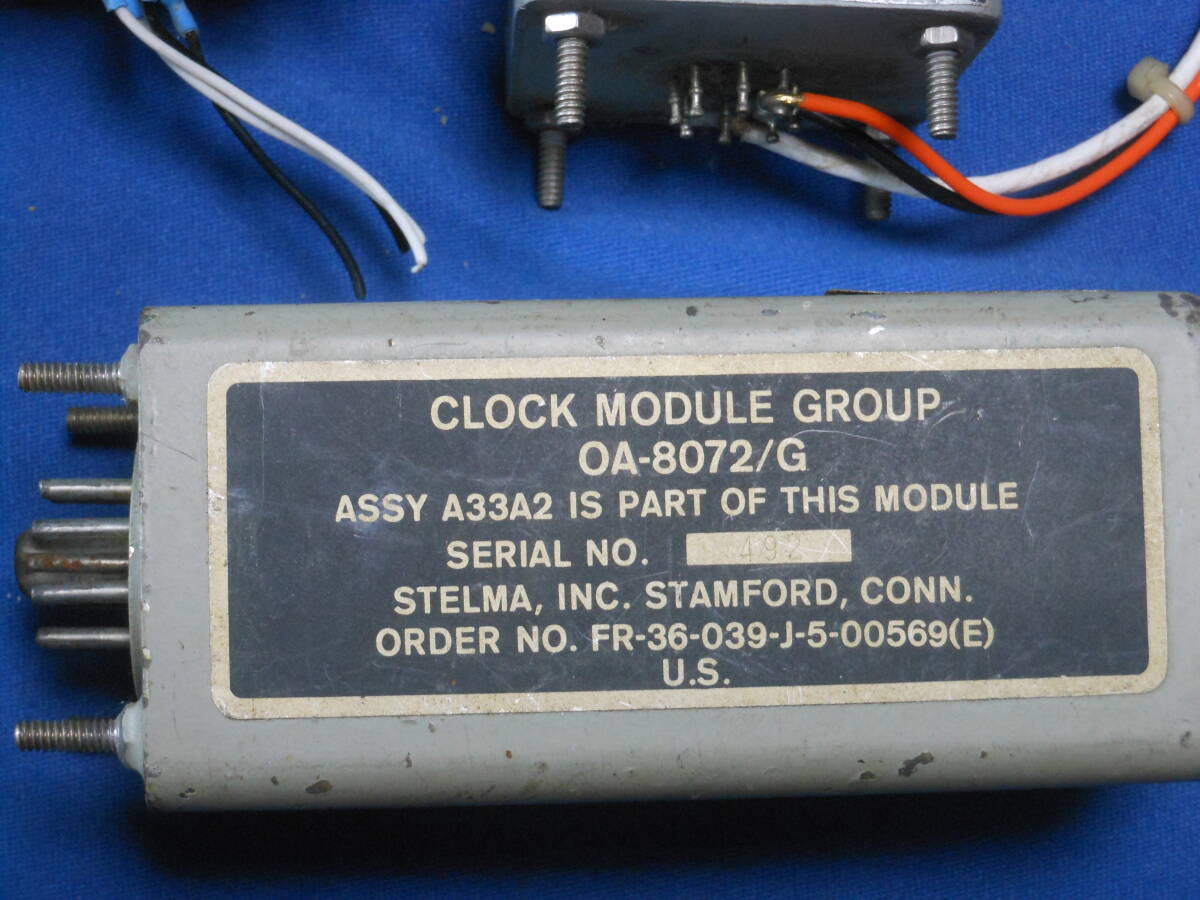 CLOCK MODULE GROUP
OA-8072/G
ASSY A33A2 IS PART OF THIS MODULE
SERIAL NO. 492
STELMA, INC. STAMFORD, CONN.
ORDER NO. FR-36-039-J-5-00569(E)
U.S.